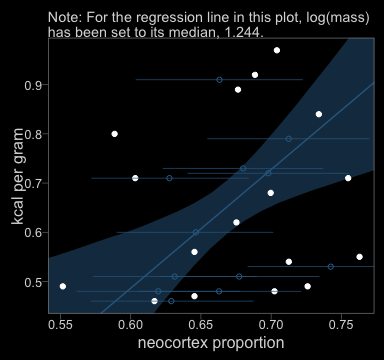 Note: For the regression line in this plot, log(mass)
has been set to its median, 1.244.
kcal per gram
0.9
0.8
0.7
0.6
0.5
0.55 0.60 0.65 0.70 0.75
neocortex proportion